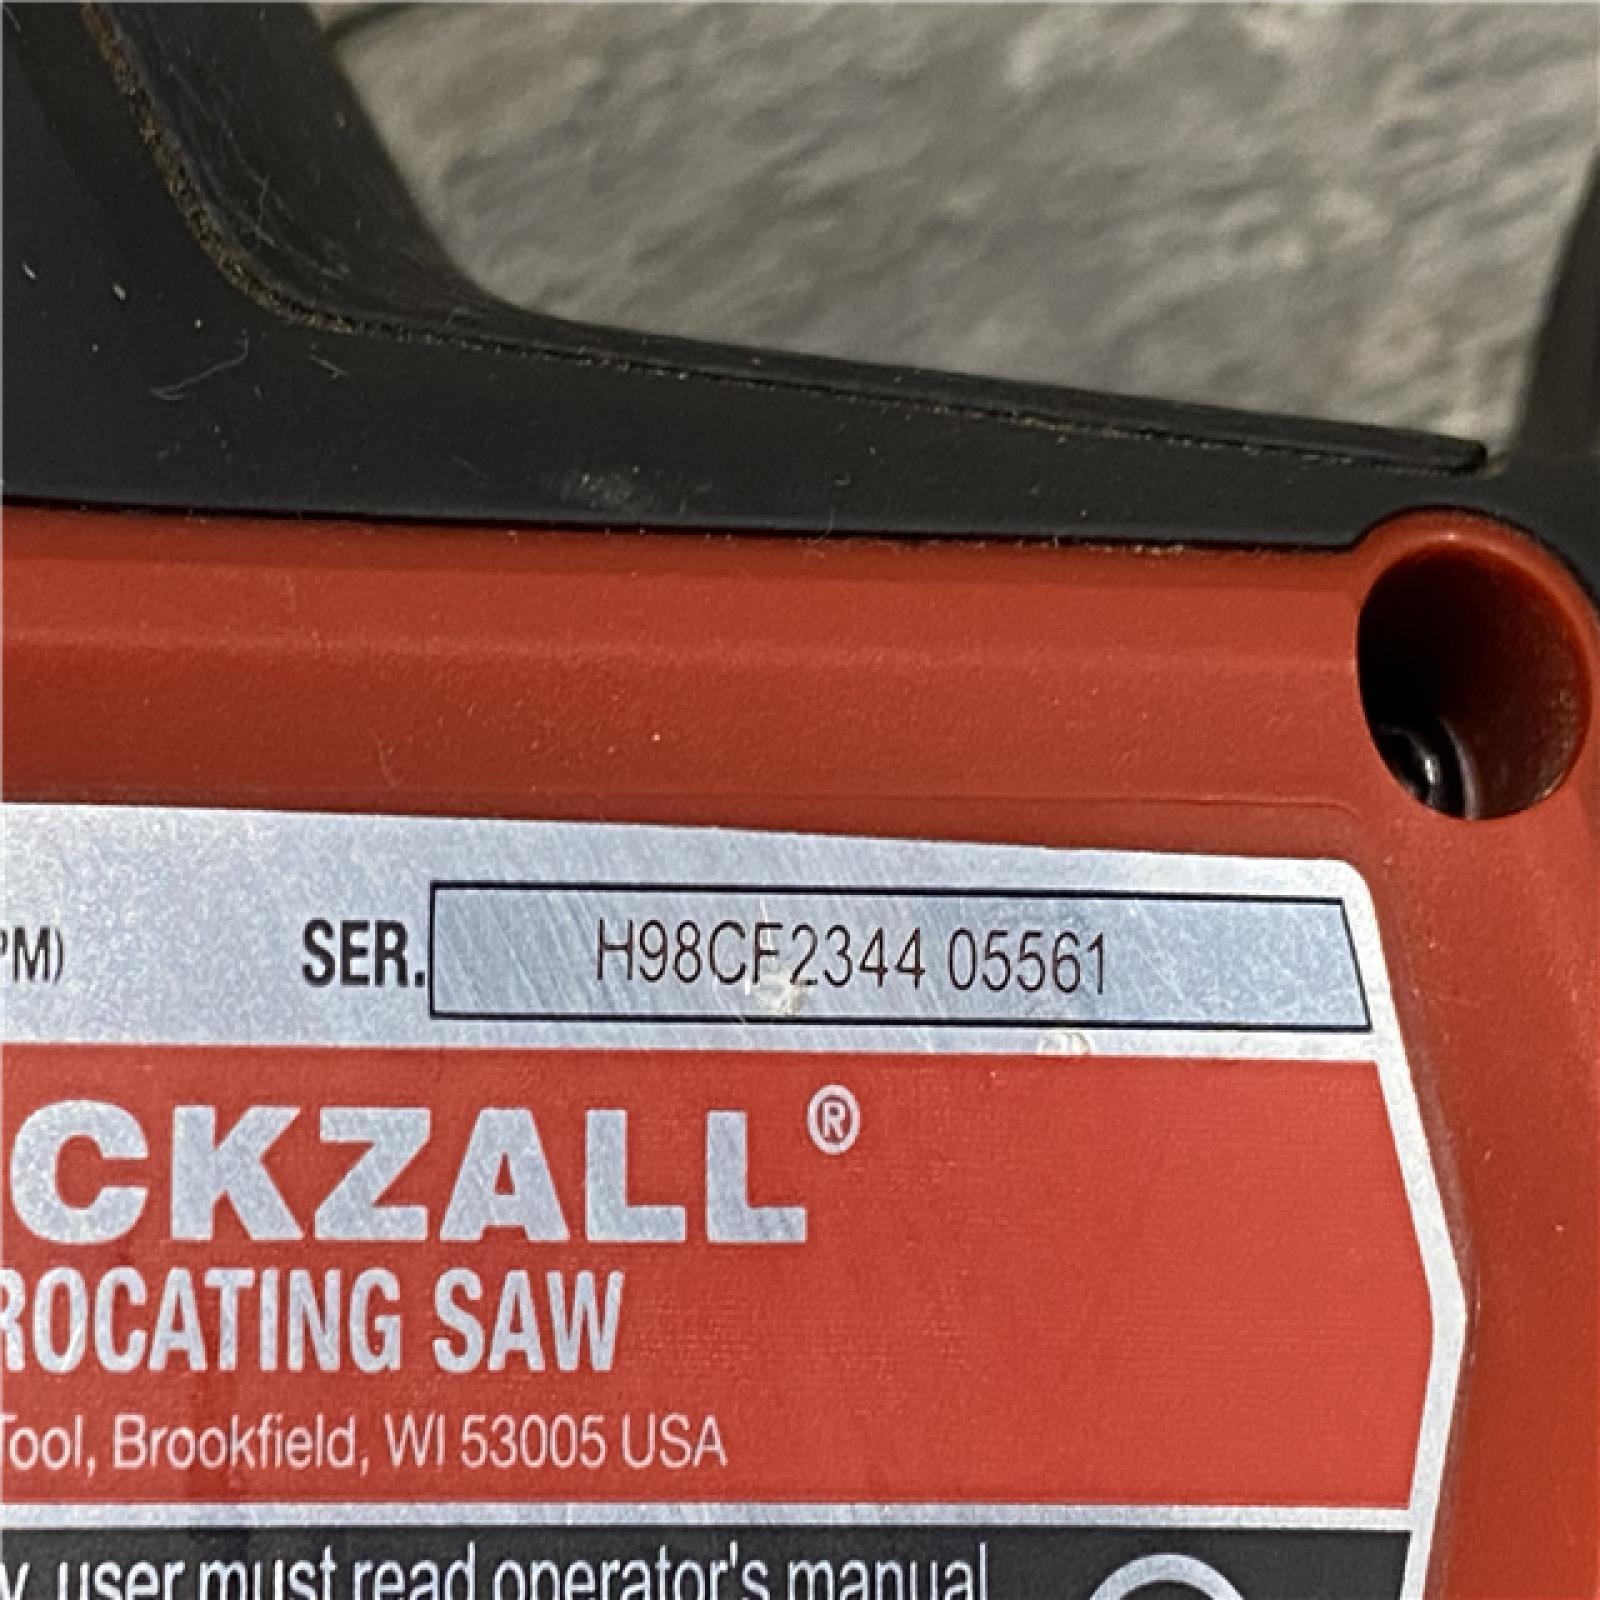 PM) SER. H98CF2344 05561
CKZALL®
ROCATING SAW
Tool, Brookfield, WI 53005 USA
y, user must read operator's manual